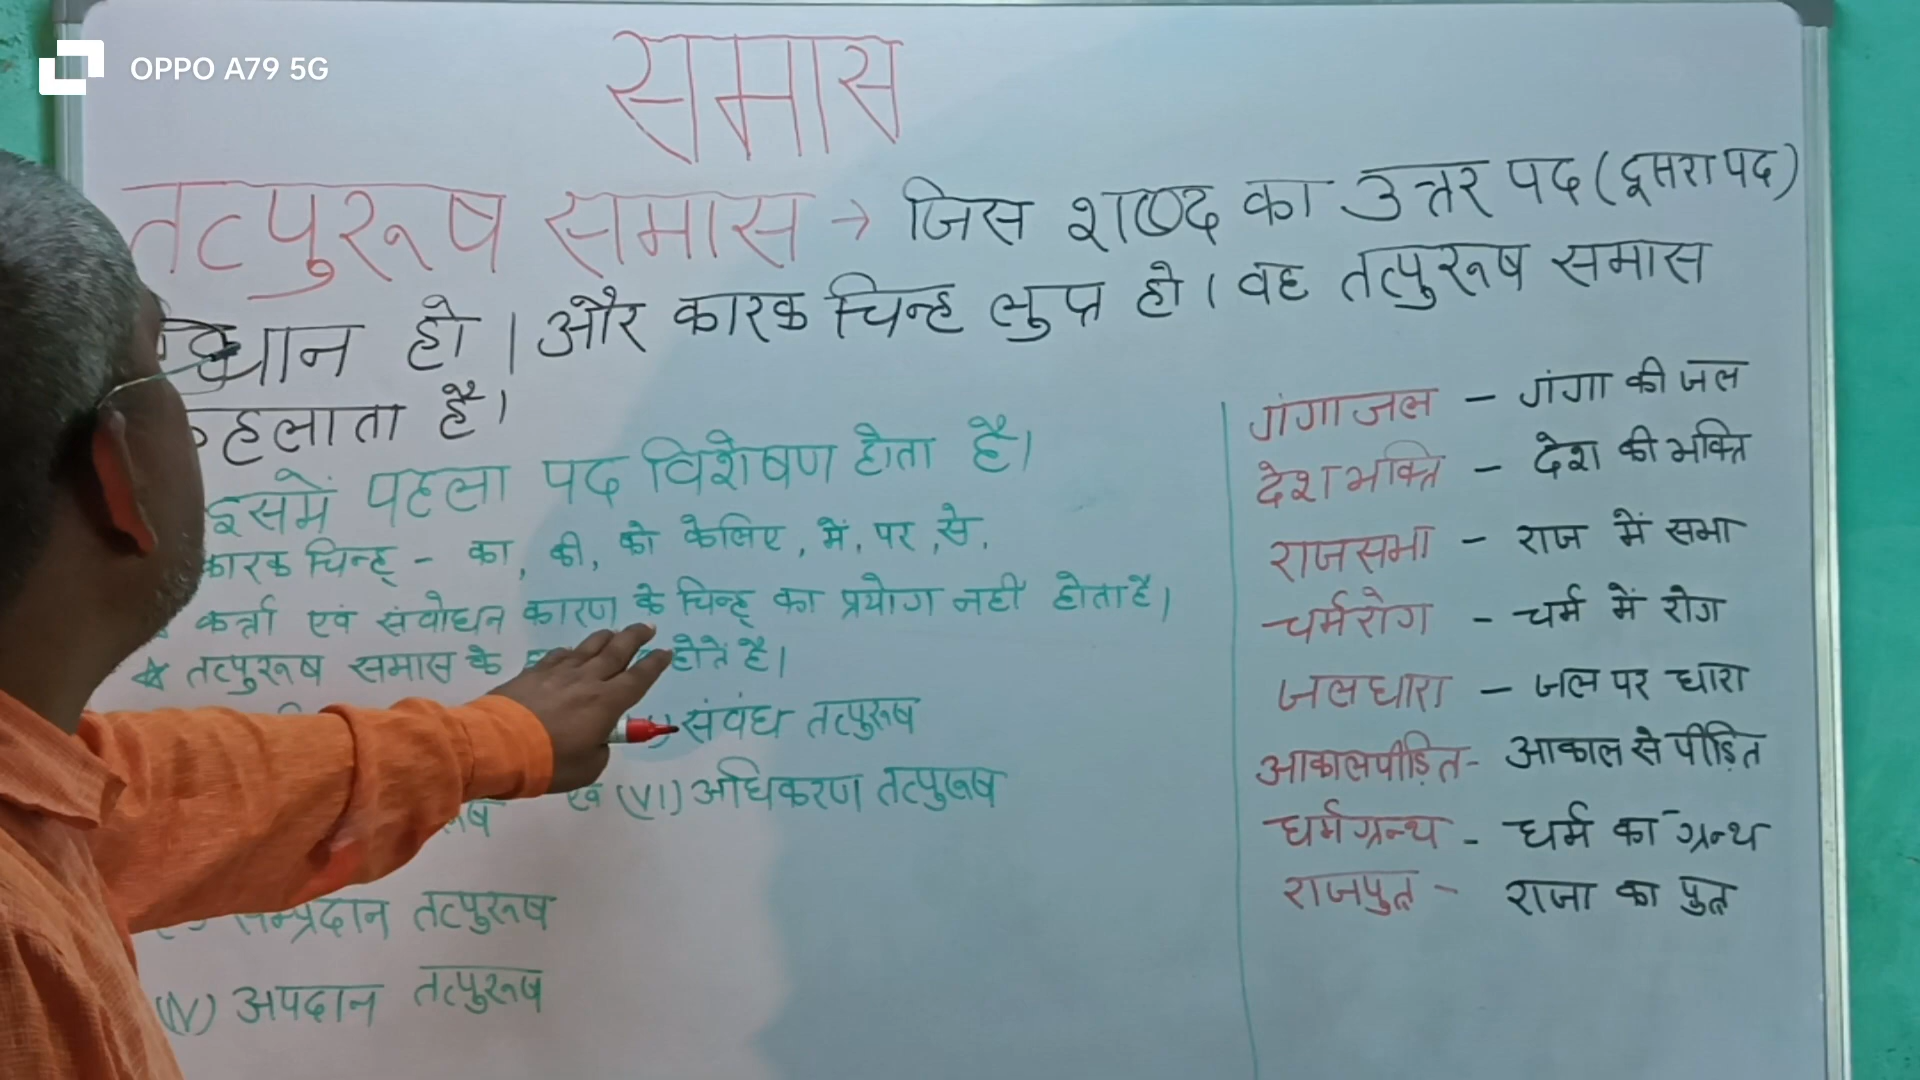 OPPO A79 5G
समास
तत्पुरूष समास → जिस शब्द का उत्तर पद (दूसरा पद)
हो । और कारक चिन्ह लुप्त हो । वह तत्पुरूष समास
है ।
इसमें पहला पद विशेषण होता है ।
कारक चिन्ह् - का, की, को केलिए, में, पर, से,
कर्त्ता एवं संवोधन कारण के चिन्ह् का प्रयोग नही होता है ।
☆ तत्पुरूष समास के होतें है ।
संवंध तत्पुरूष
एवं (VI) अधिकरण तत्पुरूष
सम्प्रदान तत्पुरूष
(IV) अपदान तत्पुरूष
गंगाजल – गंगा की जल
देशभक्ति – देश की भक्ति
राजसभा – राज में सभा
चर्मरोग - चर्म में रोग
जलधारा – जल पर धारा
आकालपीड़ित - आकाल से पीड़ित
धर्मग्रन्थ - धर्म का ग्रन्थ
राजपुत्र - राजा का पुत्र